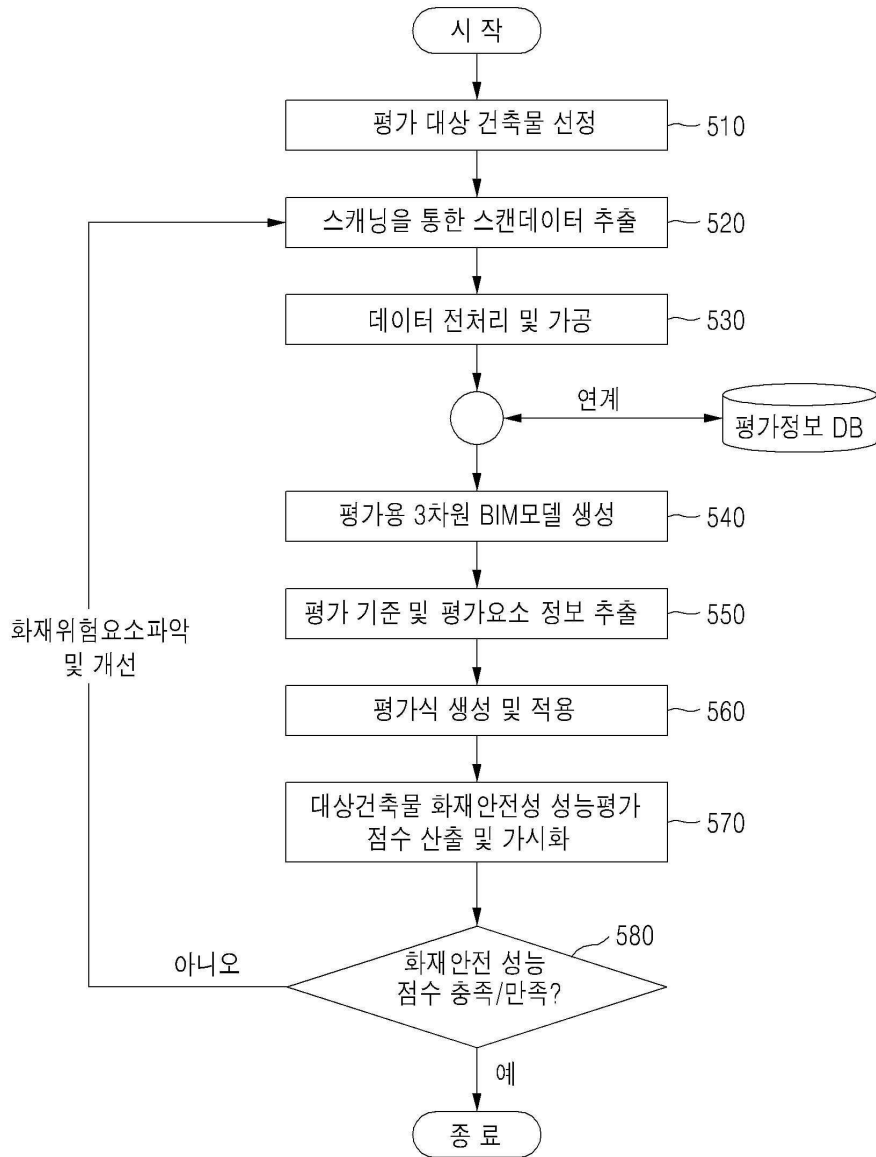 시 작
평가 대상 건축물 선정
510
스캐닝을 통한 스캔데이터 추출
520
데이터 전처리 및 가공
530
연계
평가정보 DB
평가용 3차원 BIM모델 생성
540
평가 기준 및 평가요소 정보 추출
550
화재위험요소파악
및 개선
평가식 생성 및 적용
560
대상건축물 화재안전성 성능평가
점수 산출 및 가시화
570
580
화재안전 성능
점수 충족/만족?
아니오
예
종 료